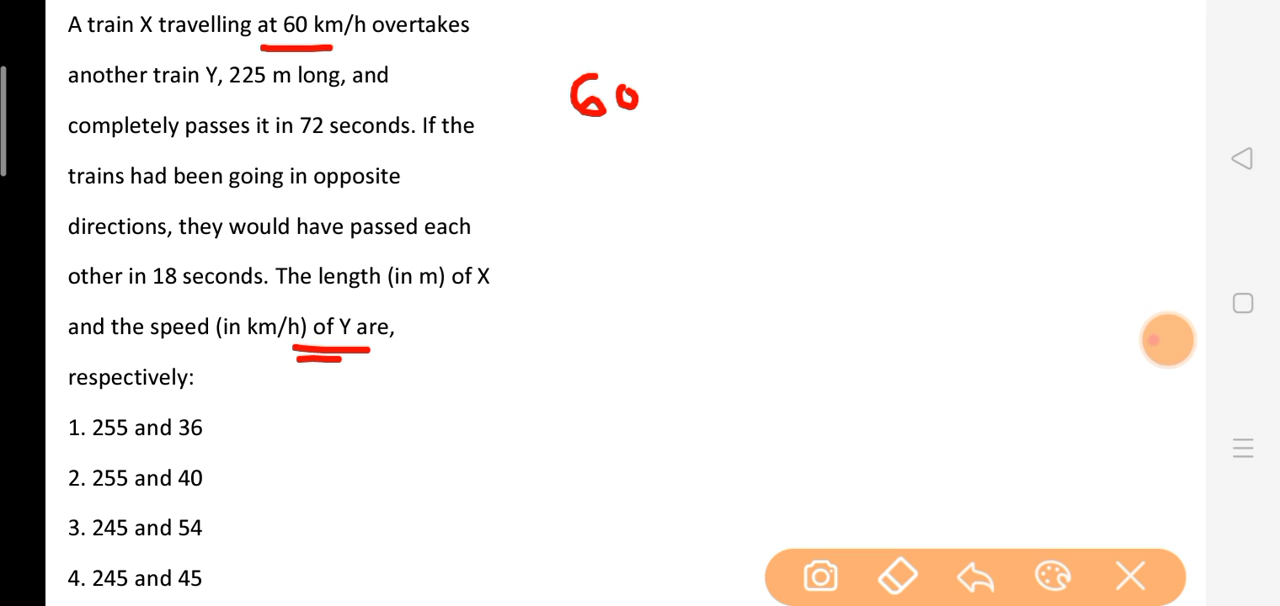 A train X travelling at 60 km/h overtakes
another train Y, 225 m long, and
60
completely passes it in 72 seconds. If the
trains had been going in opposite
directions, they would have passed each
other in 18 seconds. The length (in m) of X
and the speed (in km/h) of Y are,
respectively:
1. 255 and 36
2. 255 and 40
3. 245 and 54
4. 245 and 45